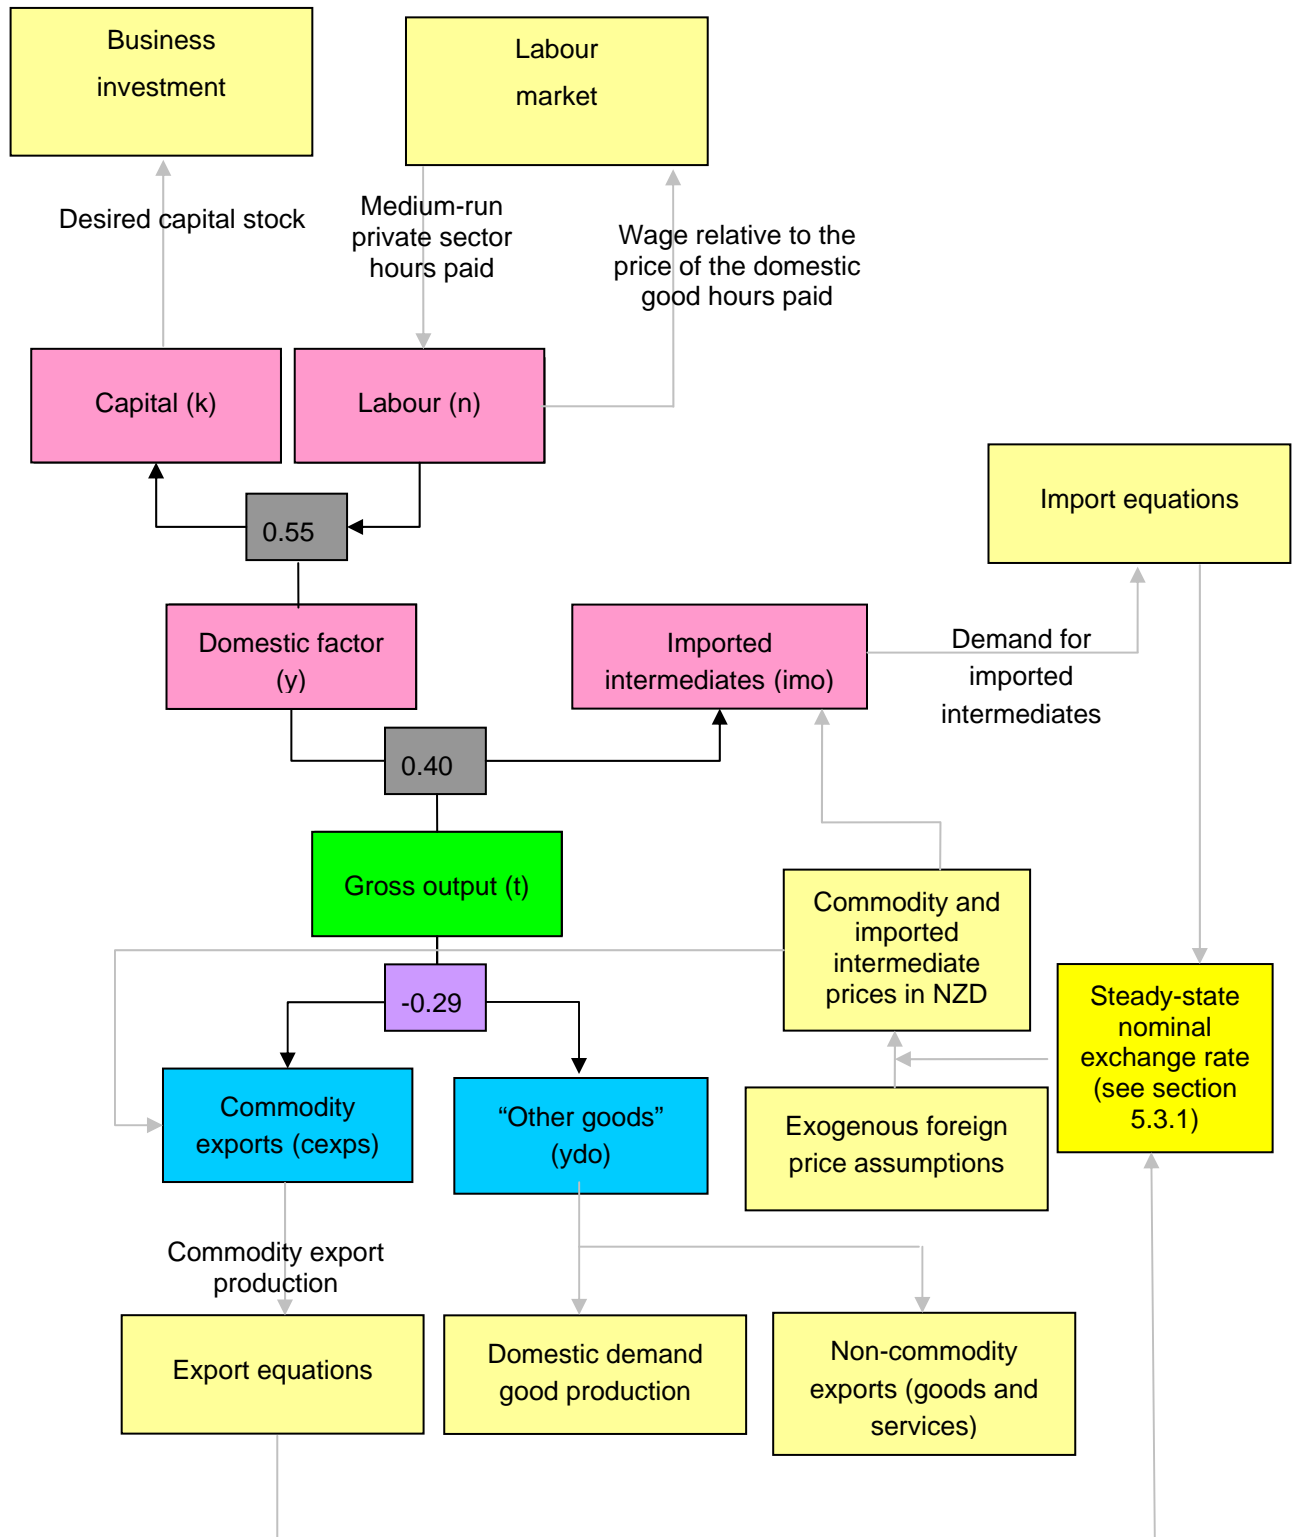 Business
investment
Labour
market
Desired capital stock
Medium-run
private sector
hours paid
Wage relative to the
price of the domestic
good hours paid
Capital (k)
Labour (n)
Import equations
0.55
Domestic factor
(y)
Imported
intermediates (imo)
Demand for
imported
intermediates
0.40
Gross output (t)
Commodity and
imported
intermediate
prices in NZD
-0.29
Steady-state
nominal
exchange rate
(see section
5.3.1)
Commodity
exports (cexps)
“Other goods”
(ydo)
Exogenous foreign
price assumptions
Commodity export
production
Export equations
Domestic demand
good production
Non-commodity
exports (goods and
services)